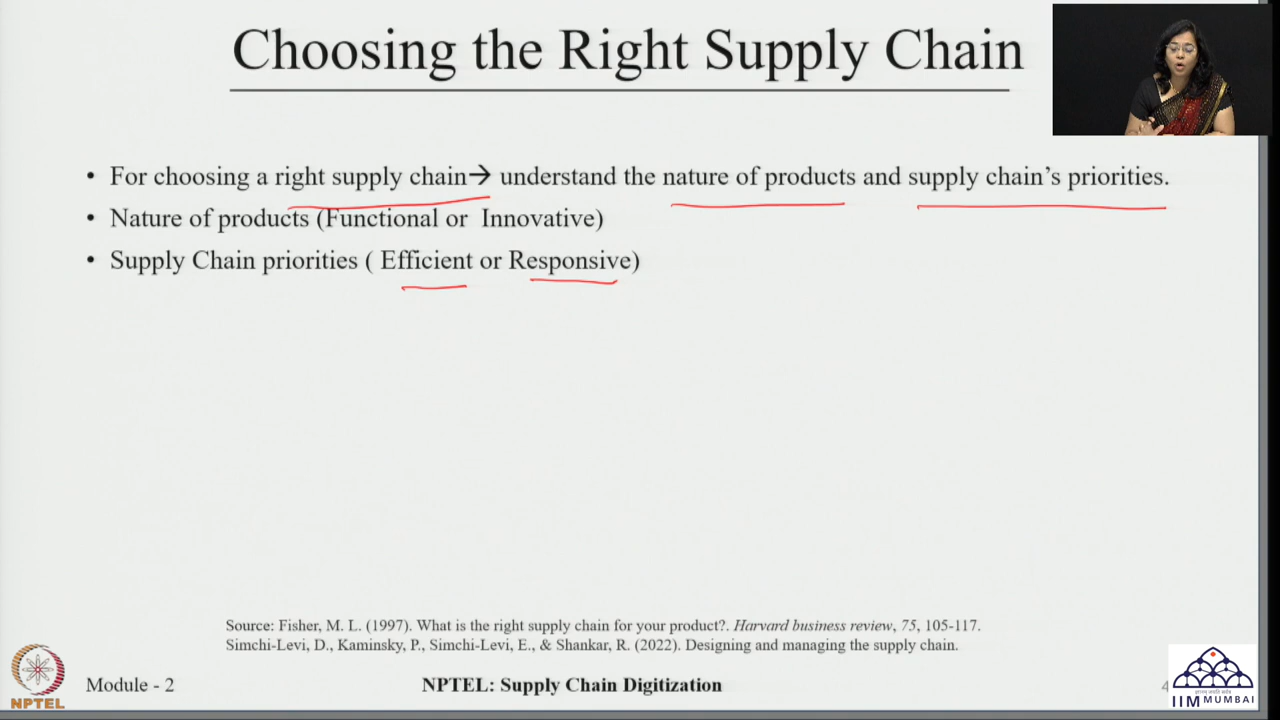 Choosing the Right Supply Chain
• For choosing a right supply chain→ understand the nature of products and supply chain's priorities.
• Nature of products (Functional or Innovative)
• Supply Chain priorities ( Efficient or Responsive)
Source: Fisher, M. L. (1997). What is the right supply chain for your product?. Harvard business review, 75, 105-117.
Simchi-Levi, D., Kaminsky, P., Simchi-Levi, E., & Shankar, R. (2022). Designing and managing the supply chain.
NPTEL
Module - 2
NPTEL: Supply Chain Digitization
4
IIM MUMBAI